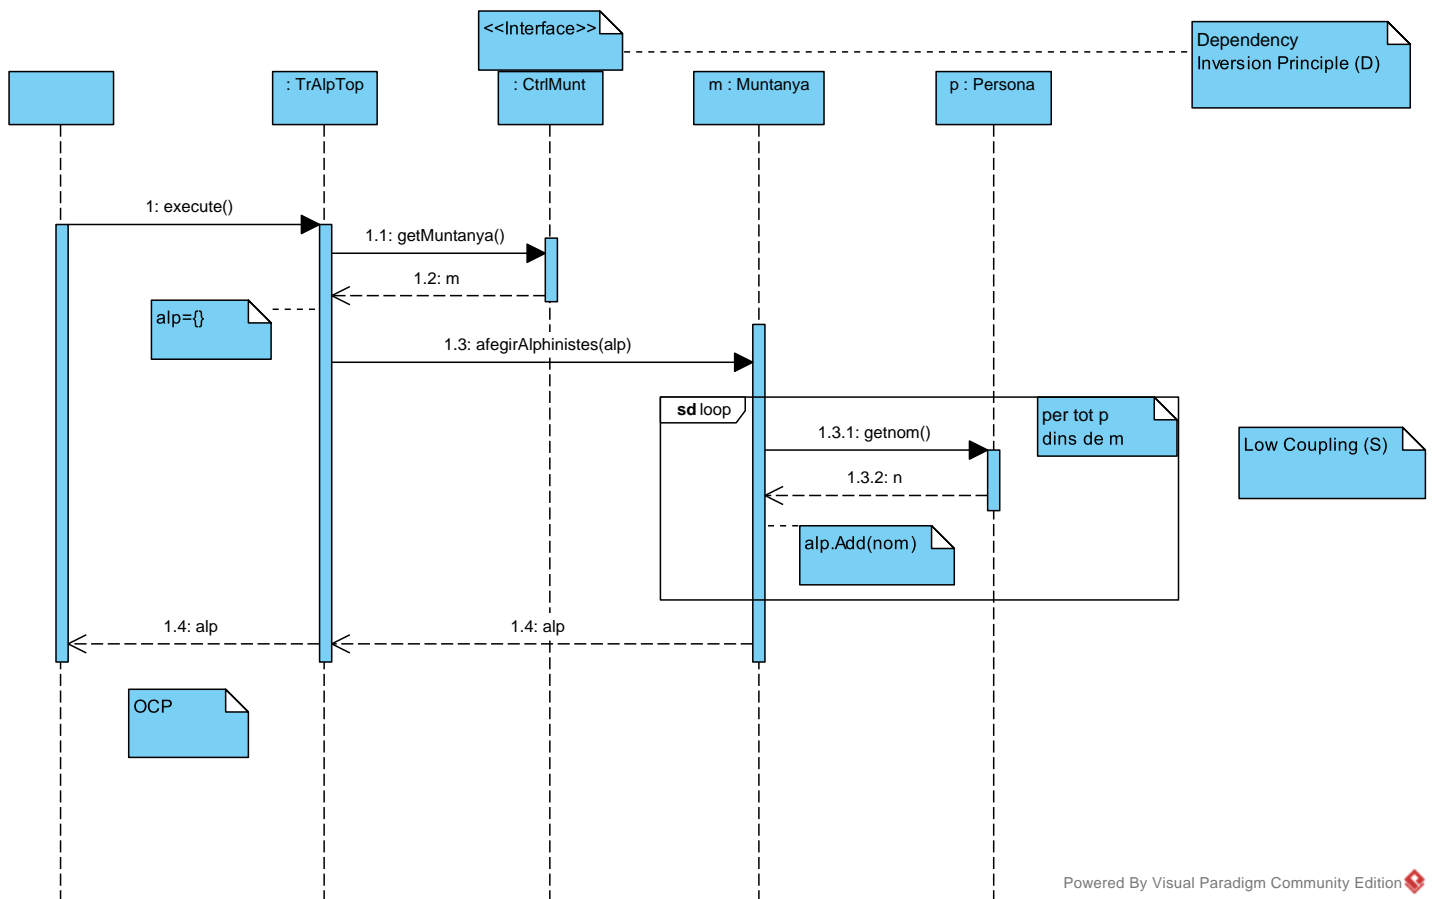 <<Interface>>
Dependency
Inversion Principle (D)
: TrAlpTop
: CtrlMunt
m : Muntanya
p : Persona
1: execute()
1.1: getMuntanya()
1.2: m
alp={}
1.3: afegirAlphinistes(alp)
sd loop
per tot p
dins de m
1.3.1: getnom()
Low Coupling (S)
1.3.2: n
alp.Add(nom)
1.4: alp
1.4: alp
OCP
Powered By Visual Paradigm Community Edition